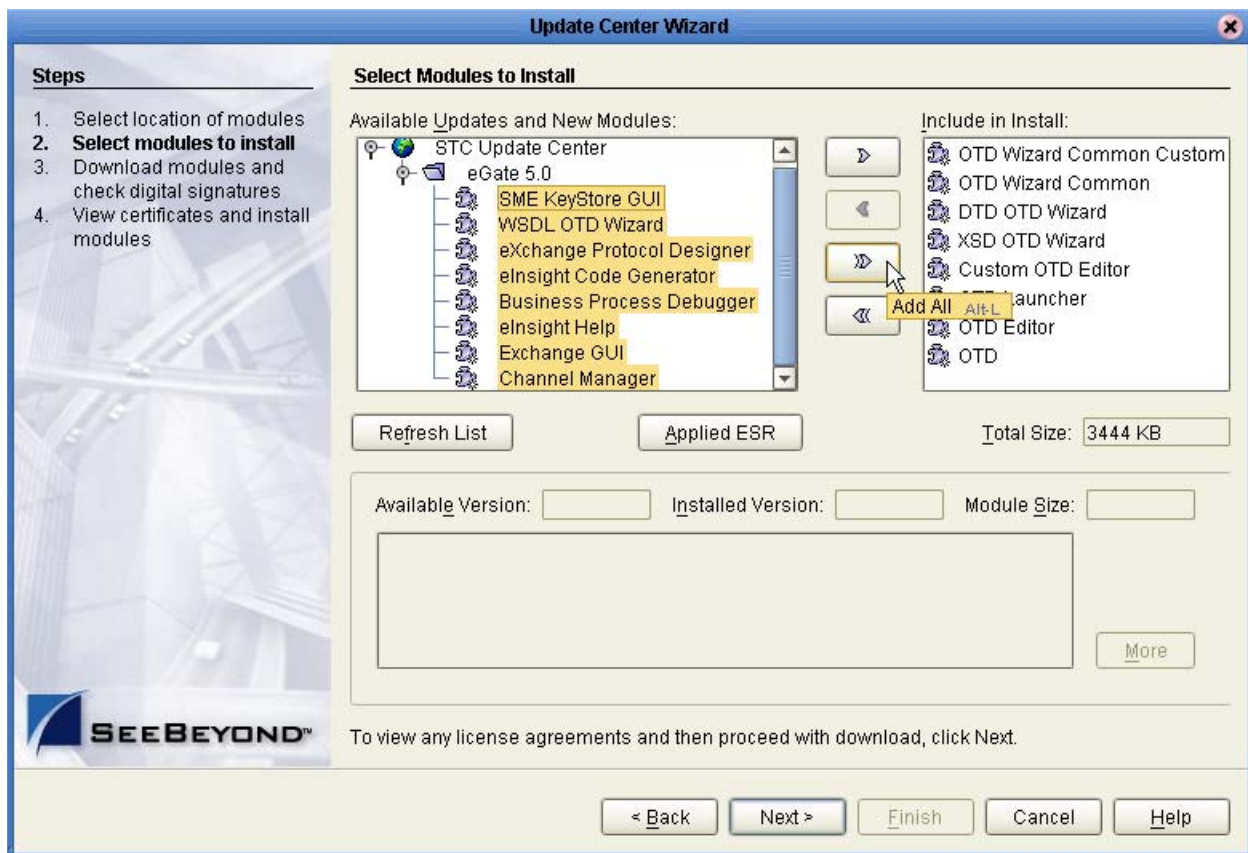 Update Center Wizard
Steps
1. Select location of modules
2. Select modules to install
3. Download modules and
check digital signatures
4. View certificates and install
modules
SEEBEYOND™
Select Modules to Install
Available Updates and New Modules:
STC Update Center
eGate 5.0
SME KeyStore GUI
WSDL OTD Wizard
eXchange Protocol Designer
eInsight Code Generator
Business Process Debugger
eInsight Help
Exchange GUI
Channel Manager
Add All Alt-L
Include in Install:
OTD Wizard Common Custom
OTD Wizard Common
DTD OTD Wizard
XSD OTD Wizard
Custom OTD Editor
Launcher
OTD Editor
OTD
Refresh List
Applied ESR
Total Size: 3444 KB
Available Version:
Installed Version:
Module Size:
More
To view any license agreements and then proceed with download, click Next.
< Back
Next >
Finish
Cancel
Help